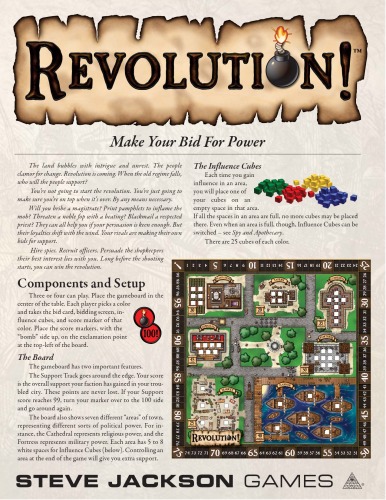 REVOLUTION!™
Make Your Bid For Power
The land bubbles with intrigue and unrest. The people
clamor for change. Revolution is coming. When the old regime falls,
who will the people support?
You're not going to start the revolution. You're just going to
make sure you're on top when it's over. By any means necessary.
Will you bribe a magistrate? Print pamphlets to inflame the
mob? Threaten a noble fop with a beating? Blackmail a respected
priest? They can all help you if your persuasion is strong enough. But
their loyalties drift with the wind. Your rivals are making their own
bids for support.
Hire spies. Recruit officers. Persuade the shopkeepers
their best interest lies with you. Long before the shooting
starts, you can win the revolution.
Components and Setup
Three or four can play. Place the gameboard in the
center of the table. Each player picks a color
and takes the bid card, bidding screen, in-
fluence cubes, and score marker of that
color. Place the score markers, with the
"bomb" side up, on the exclamation point
at the top-left of the board.
100!
The Board
The gameboard has two important features.
The Support Track goes around the edge. Your score
is the overall support your faction has gained in your trou-
bled city. These points are never lost. If your Support
score reaches 99, turn your marker over to the 100 side
and go around again.
The board also shows seven different "areas" of town,
representing different sorts of political power. For in-
stance, the Cathedral represents religious power, and the
Fortress represents military power. Each area has 5 to 8
white spaces for Influence Cubes (below). Controlling an
area at the end of the game will give you extra support.
The Influence Cubes
Each time you gain
influence in an area,
you will place one of
your cubes on an
empty space in that area.
If all the spaces in an area are full, no more cubes may be placed
there. Even when an area is full, though, Influence Cubes can be
switched – see Spy and Apothecary.
There are 25 cubes of each color.
REVOLUTION!
STEVE JACKSON GAMES